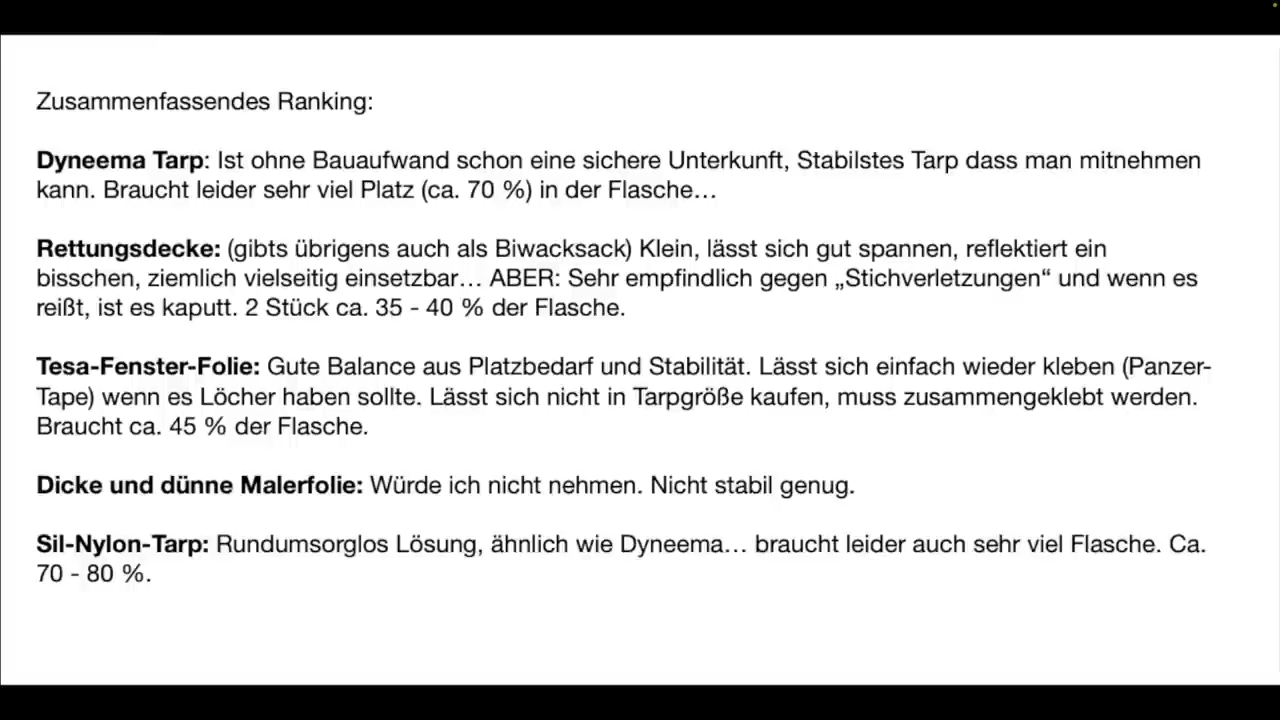 Zusammenfassendes Ranking:
Dyneema Tarp: Ist ohne Bauaufwand schon eine sichere Unterkunft, Stabilstes Tarp dass man mitnehmen
kann. Braucht leider sehr viel Platz (ca. 70 %) in der Flasche…
Rettungsdecke: (gibts übrigens auch als Biwacksack) Klein, lässt sich gut spannen, reflektiert ein
bisschen, ziemlich vielseitig einsetzbar… ABER: Sehr empfindlich gegen „Stichverletzungen“ und wenn es
reißt, ist es kaputt. 2 Stück ca. 35 - 40 % der Flasche.
Tesa-Fenster-Folie: Gute Balance aus Platzbedarf und Stabilität. Lässt sich einfach wieder kleben (Panzer-
Tape) wenn es Löcher haben sollte. Lässt sich nicht in Tarpgröße kaufen, muss zusammengeklebt werden.
Braucht ca. 45 % der Flasche.
Dicke und dünne Malerfolie: Würde ich nicht nehmen. Nicht stabil genug.
Sil-Nylon-Tarp: Rundumsorglos Lösung, ähnlich wie Dyneema… braucht leider auch sehr viel Flasche. Ca.
70 - 80 %.